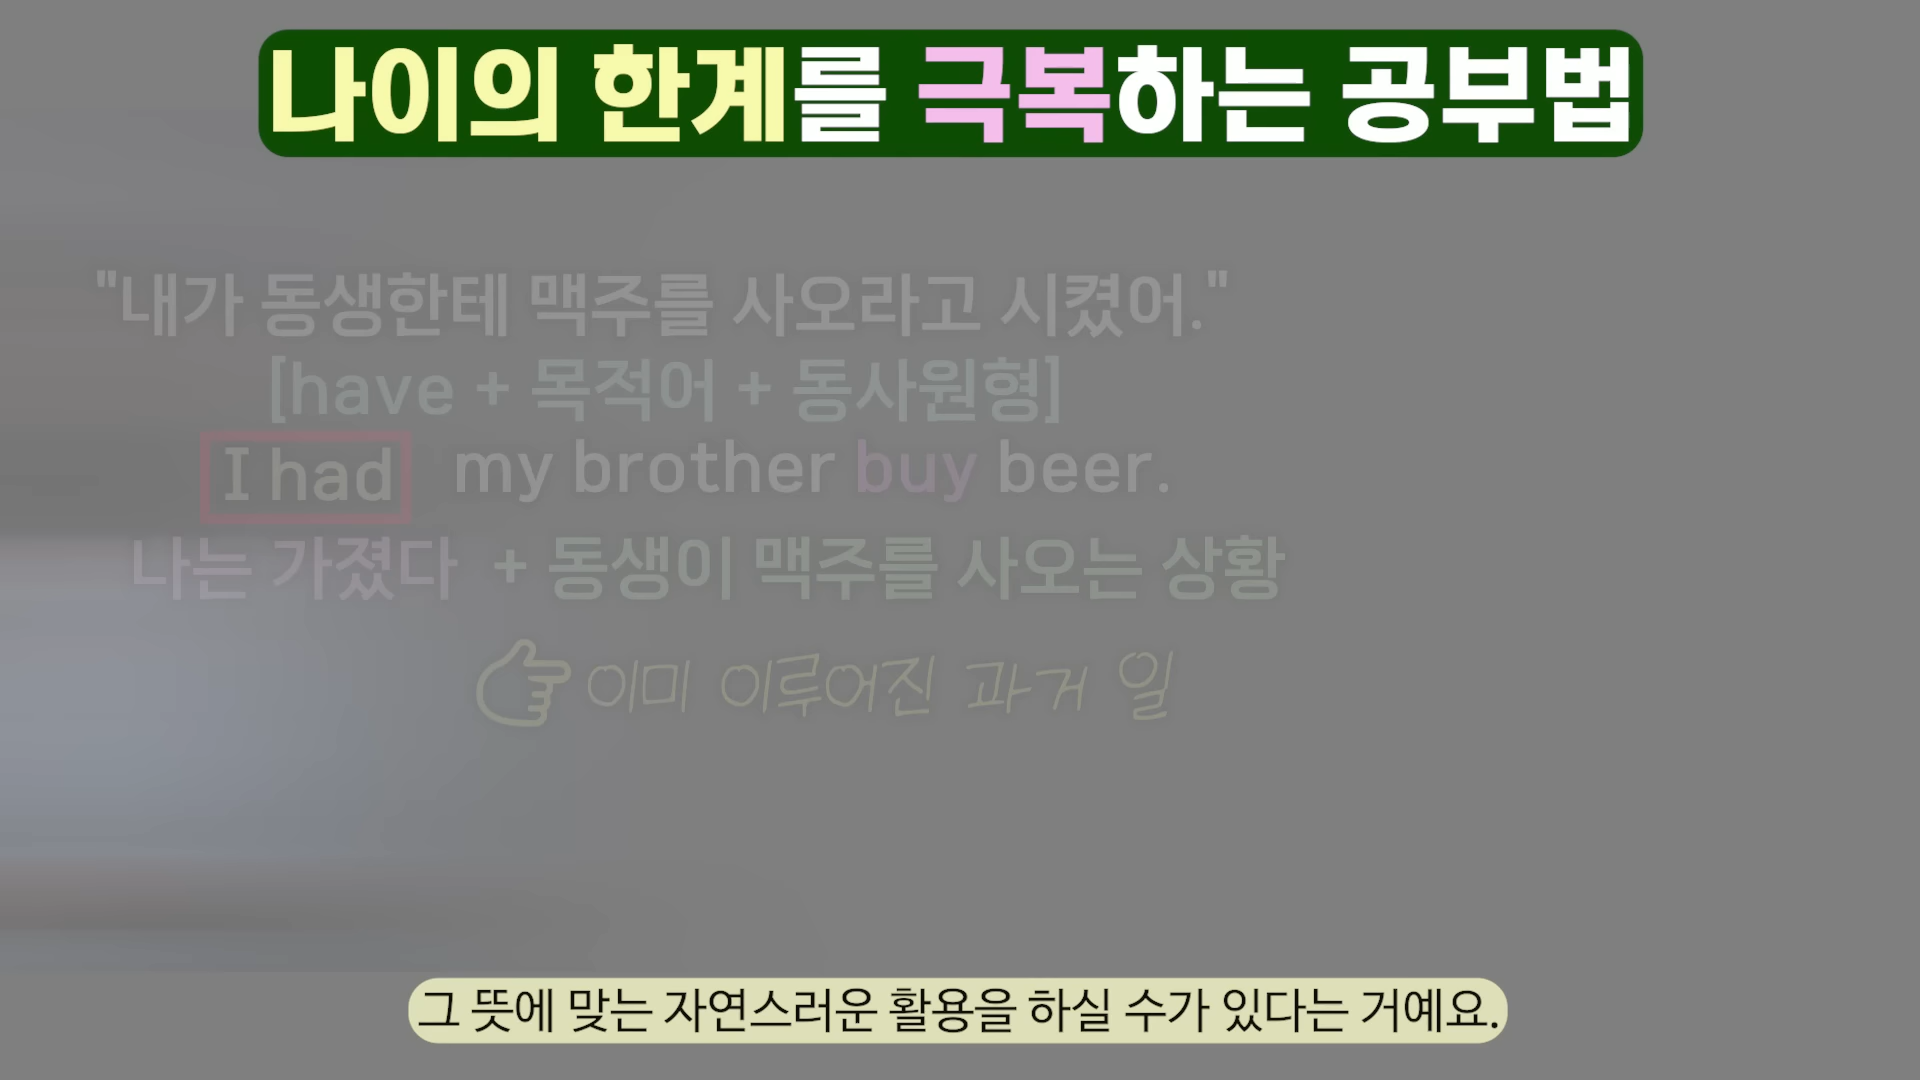 나이의 한계를 극복하는 공부법
"내가 동생한테 맥주를 사오라고 시켰어."
[have + 목적어 + 동사원형]
I had my brother buy beer.
나는 가졌다 + 동생이 맥주를 사오는 상황
이미 이루어진 과거 일
그 뜻에 맞는 자연스러운 활용을 하실 수가 있다는 거예요.